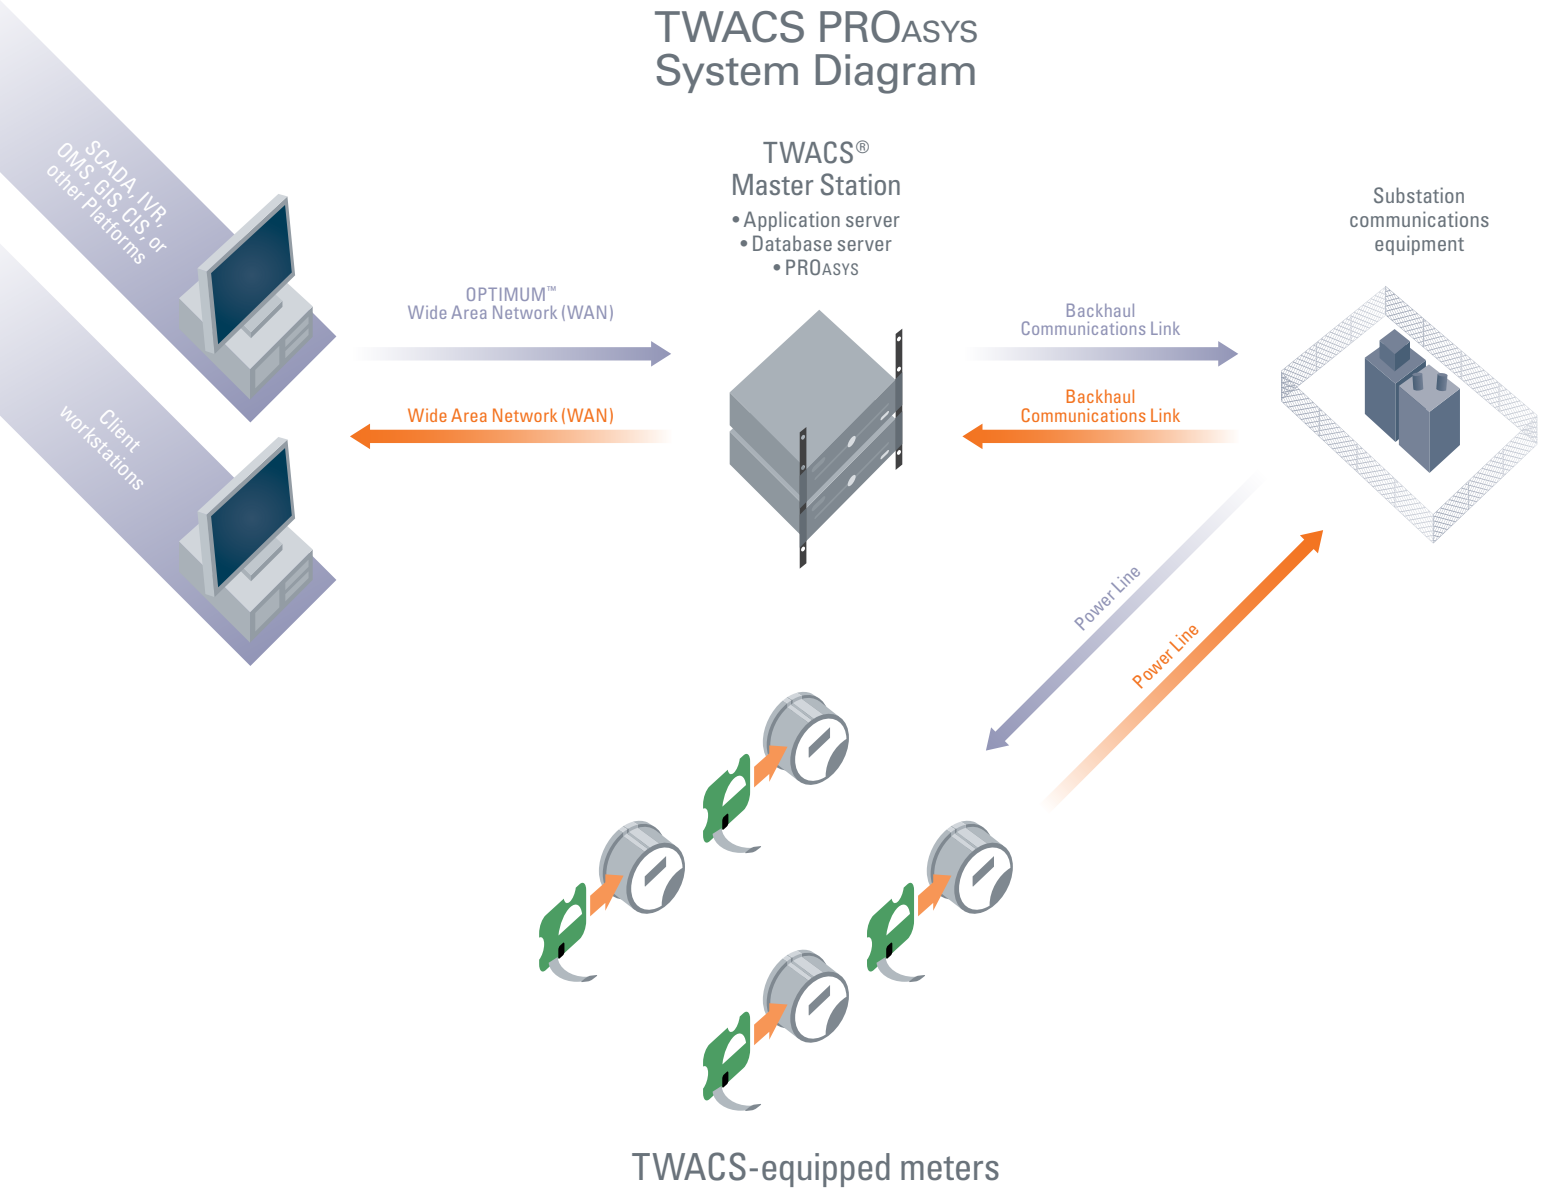 TWACS PROASYS
System Diagram
SCADA, IVR,
OMS, GIS, CIS, or
other Platforms
Client
workstations
OPTIMUM™
Wide Area Network (WAN)
Wide Area Network (WAN)
TWACS®
Master Station
• Application server
• Database server
• PROASYS
Backhaul
Communications Link
Backhaul
Communications Link
Substation
communications
equipment
Power Line
Power Line
TWACS-equipped meters